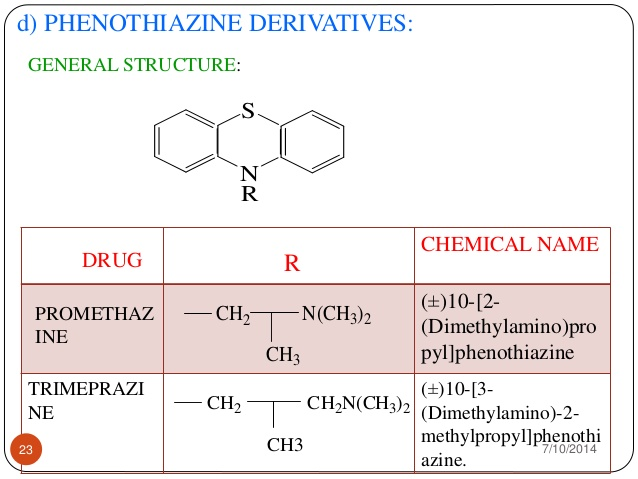 d) PHENOTHIAZINE DERIVATIVES:
GENERAL STRUCTURE:
S
N
R
DRUG
R
CHEMICAL NAME
PROMETHAZ
INE
CH2
N(CH3)2
CH3
(±)10-[2-
(Dimethylamino)pro
pyl]phenothiazine
TRIMEPRAZI
NE
CH2
CH2N(CH3)2
CH3
(±)10-[3-
(Dimethylamino)-2-
methylpropyl]phenothi
azine.
23
7/10/2014